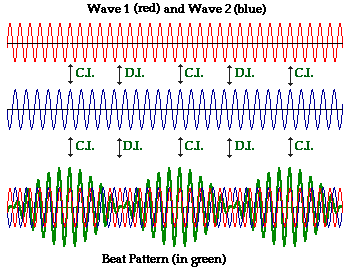 Wave 1 (red) and Wave 2 (blue)
C.I. D.I. C.I. D.I. C.I.
C.I. D.I. C.I. D.I. C.I.
Beat Pattern (in green)